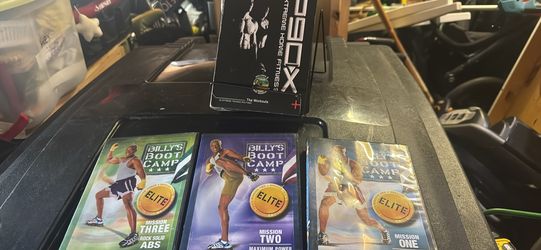 P90X
EXTREME HOME FITNESS
The Workouts
BILLY'S
BOOT
CAMP
ELITE
MISSION
THREE
ROCK SOLID
ABS
BILLY'S
BOOT
CAMP
ELITE
MISSION
TWO
MAXIMUM POWER
BILLY'S
BOOT
CAMP
ELITE
MISSION
ONE